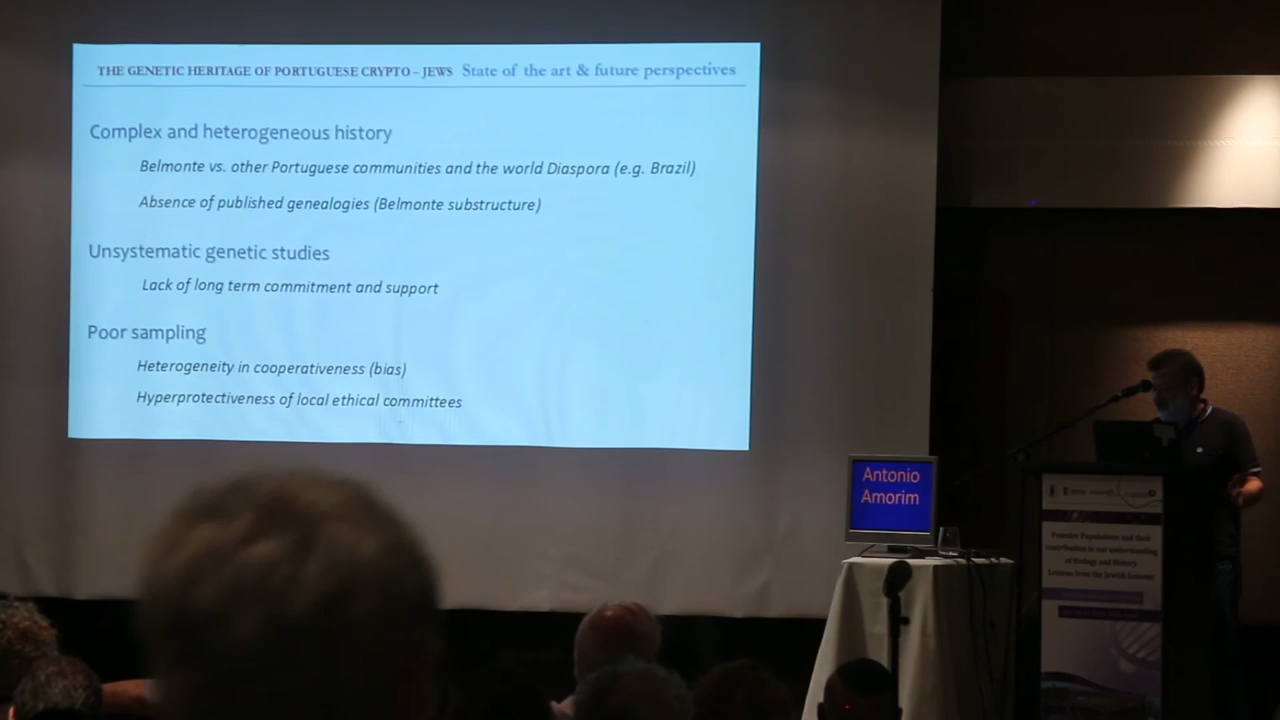 THE GENETIC HERITAGE OF PORTUGUESE CRYPTO – JEWS State of the art & future perspectives
Complex and heterogeneous history
Belmonte vs. other Portuguese communities and the world Diaspora (e.g. Brazil)
Absence of published genealogies (Belmonte substructure)
Unsystematic genetic studies
Lack of long term commitment and support
Poor sampling
Heterogeneity in cooperativeness (bias)
Hyperprotectiveness of local ethical committees
Antonio
Amorim
Founder Populations and their
contribution to our understanding
of Biology and History
Lessons from the Jewish Genome